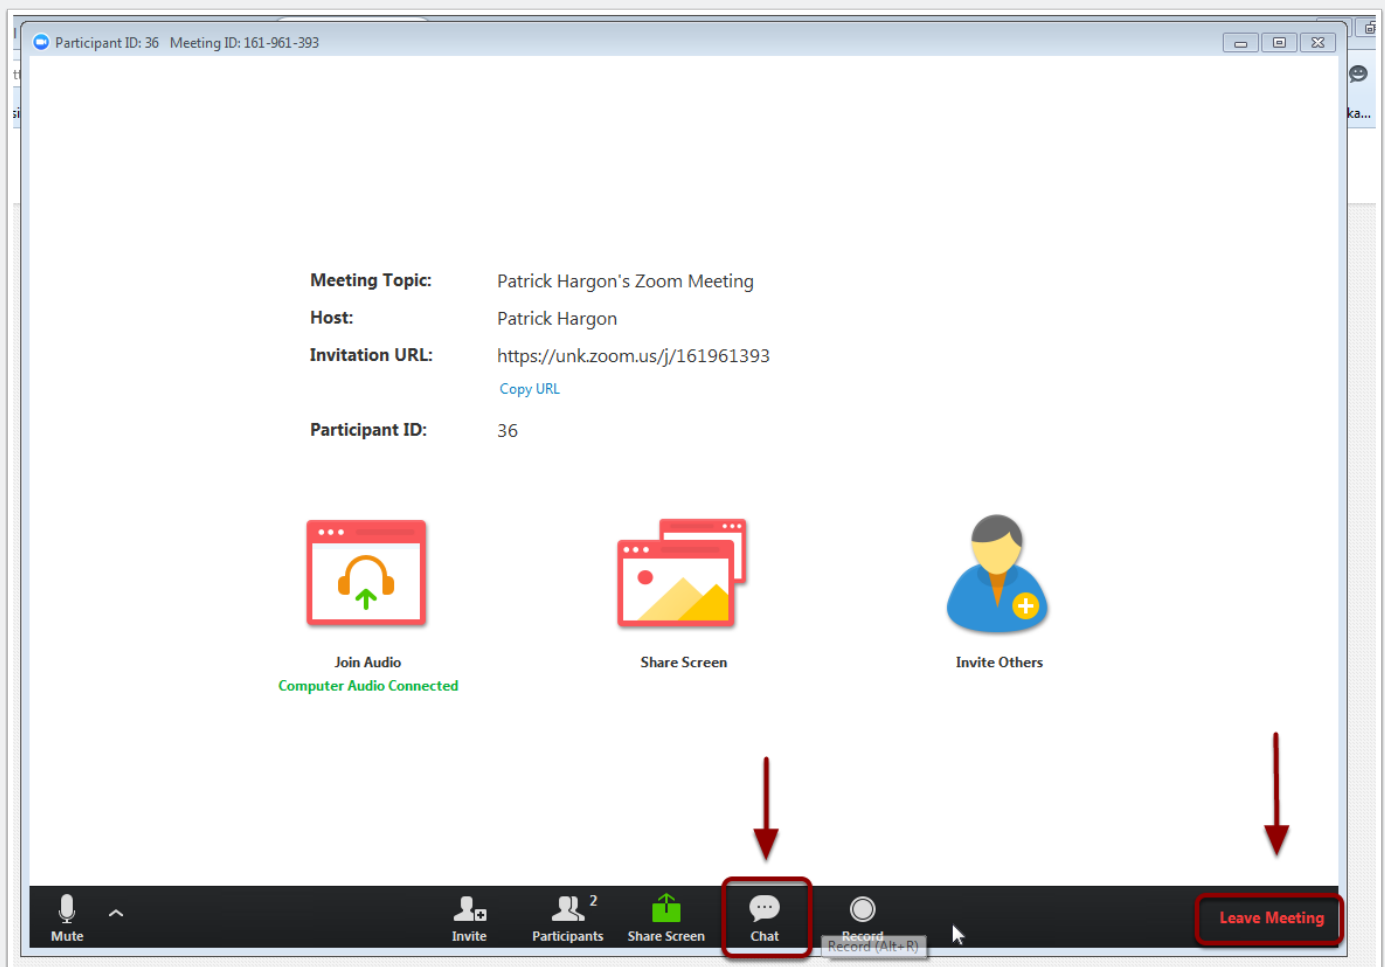 Participant ID: 36   Meeting ID: 161-961-393
ka...
Meeting Topic: Patrick Hargon's Zoom Meeting
Host: Patrick Hargon
Invitation URL: https://unk.zoom.us/j/161961393
Copy URL
Participant ID: 36
Join Audio
Share Screen
Invite Others
Computer Audio Connected
2
Mute
Invite
Participants
Share Screen
Chat
Record
Leave Meeting
Record (Alt+R)